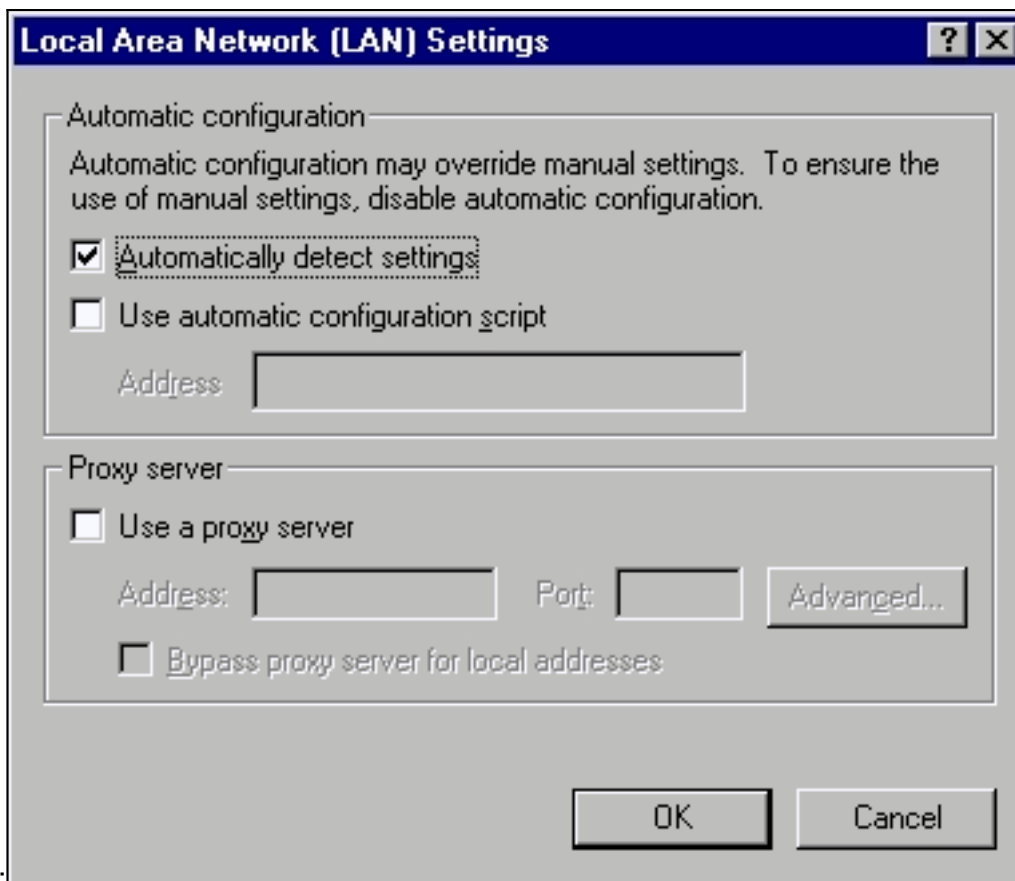 Local Area Network (LAN) Settings
Automatic configuration
Automatic configuration may override manual settings.  To ensure the
use of manual settings, disable automatic configuration.
Automatically detect settings
Use automatic configuration script
Address
Proxy server
Use a proxy server
Address: Port: Advanced...
Bypass proxy server for local addresses
OK Cancel